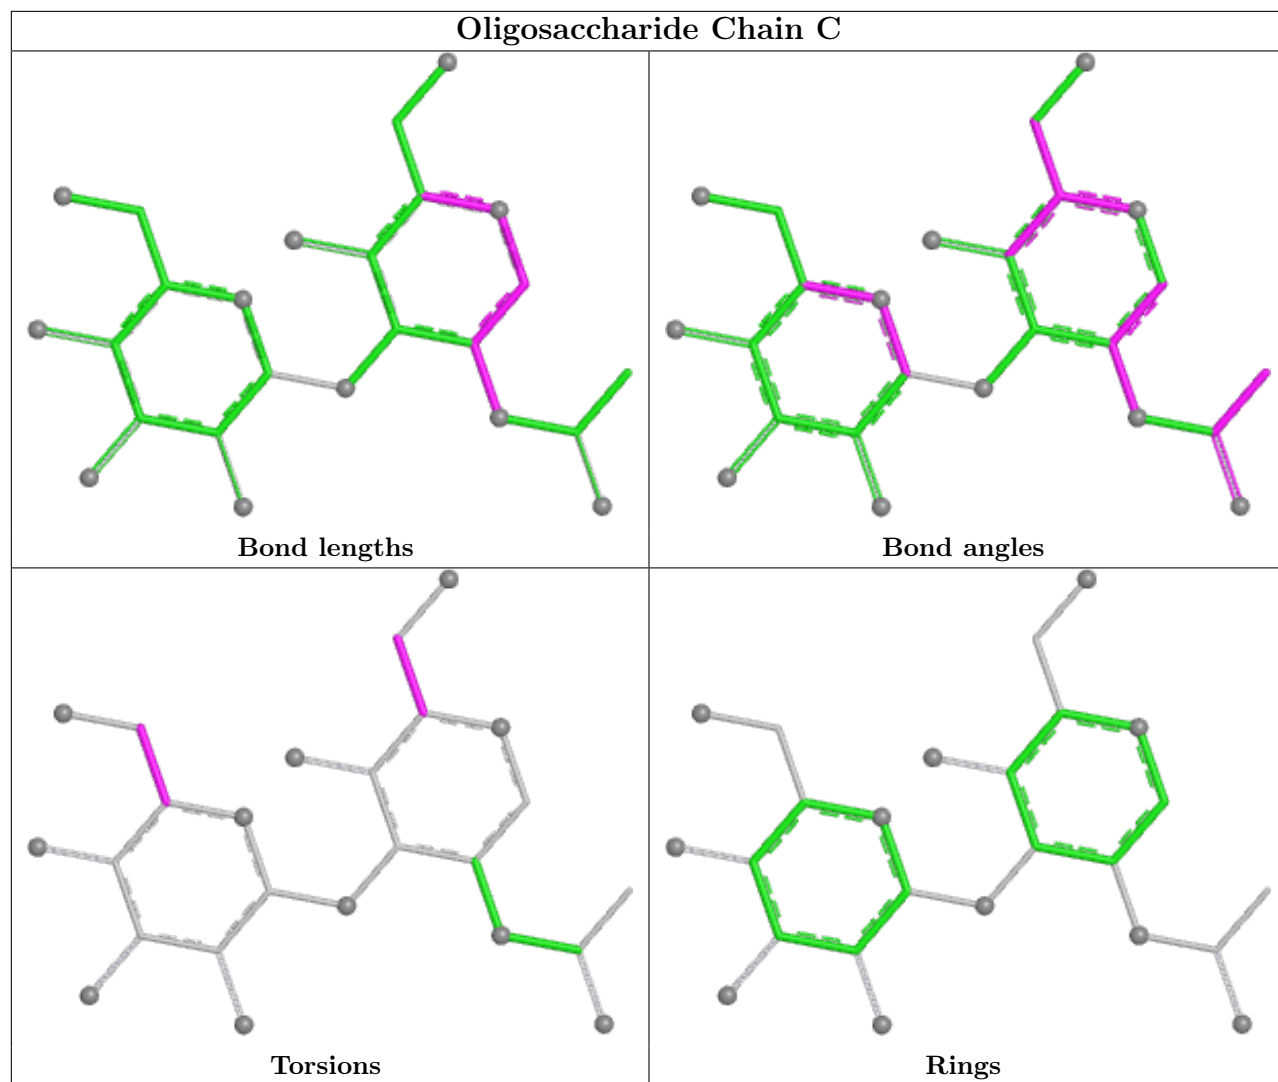 Oligosaccharide Chain C
Bond lengths
Bond angles
Torsions
Rings